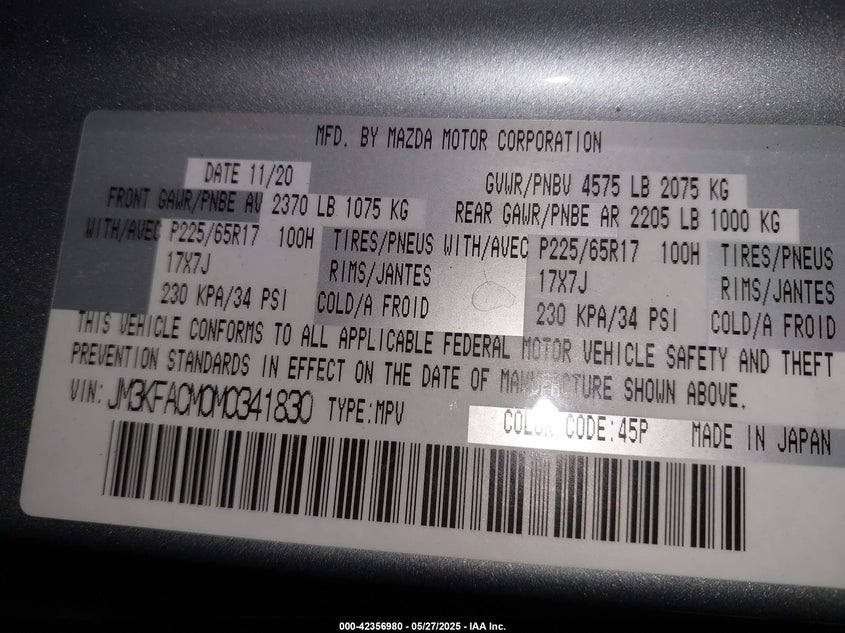 MFD. BY MAZDA MOTOR CORPORATION
DATE 11/20 GVWR/PNBV 4575 LB 2075 KG
FRONT GAWR/PNBE AV 2370 LB 1075 KG REAR GAWR/PNBE AR 2205 LB 1000 KG
WITH/AVEC P225/65R17 100H TIRES/PNEUS WITH/AVEC P225/65R17 100H TIRES/PNEUS
17X7J RIMS/JANTES 17X7J RIMS/JANTES
230 KPA/34 PSI COLD/A FROID 230 KPA/34 PSI COLD/A FROID
THIS VEHICLE CONFORMS TO ALL APPLICABLE FEDERAL MOTOR VEHICLE SAFETY AND THEFT
PREVENTION STANDARDS IN EFFECT ON THE DATE OF MANUFACTURE SHOWN ABOVE.
VIN: JM3KFACM0M0341830 TYPE:MPV COLOR CODE:45P MADE IN JAPAN
000-42356980 - 05/27/2025 - IAA Inc.